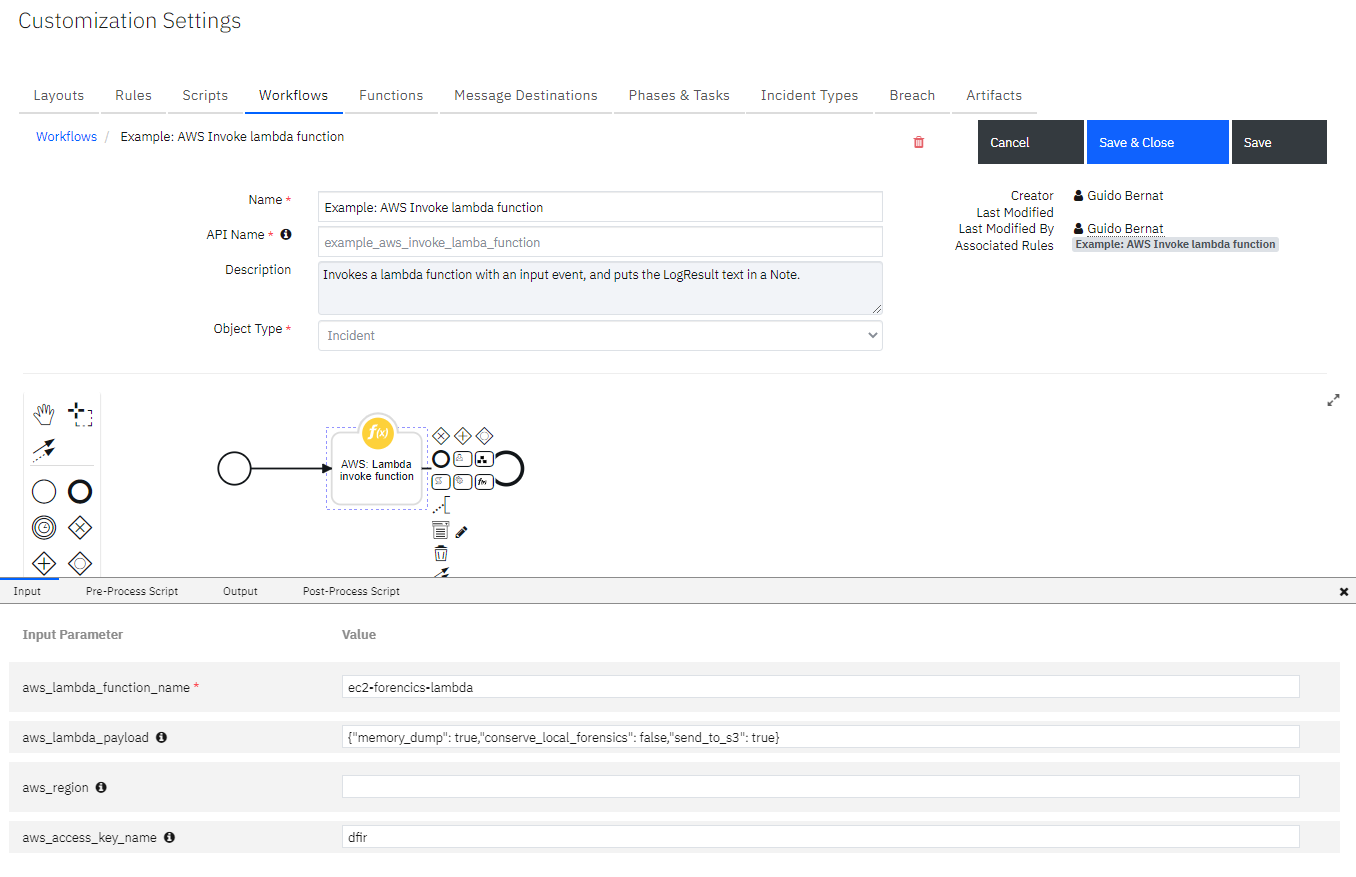 Customization Settings
Layouts Rules Scripts Workflows Functions Message Destinations Phases & Tasks Incident Types Breach Artifacts
Workflows / Example: AWS Invoke lambda function
Cancel Save & Close Save
Name * Example: AWS Invoke lambda function
API Name * example_aws_invoke_lamba_function
Description Invokes a lambda function with an input event, and puts the LogResult text in a Note.
Object Type * Incident
Creator Guido Bernat
Last Modified
Last Modified By Guido Bernat
Associated Rules Example: AWS Invoke lambda function
f(x)
AWS: Lambda
invoke function
Input Pre-Process Script Output Post-Process Script
Input Parameter Value
aws_lambda_function_name * ec2-forencics-lambda
aws_lambda_payload {"memory_dump": true,"conserve_local_forensics": false,"send_to_s3": true}
aws_region
aws_access_key_name dfir